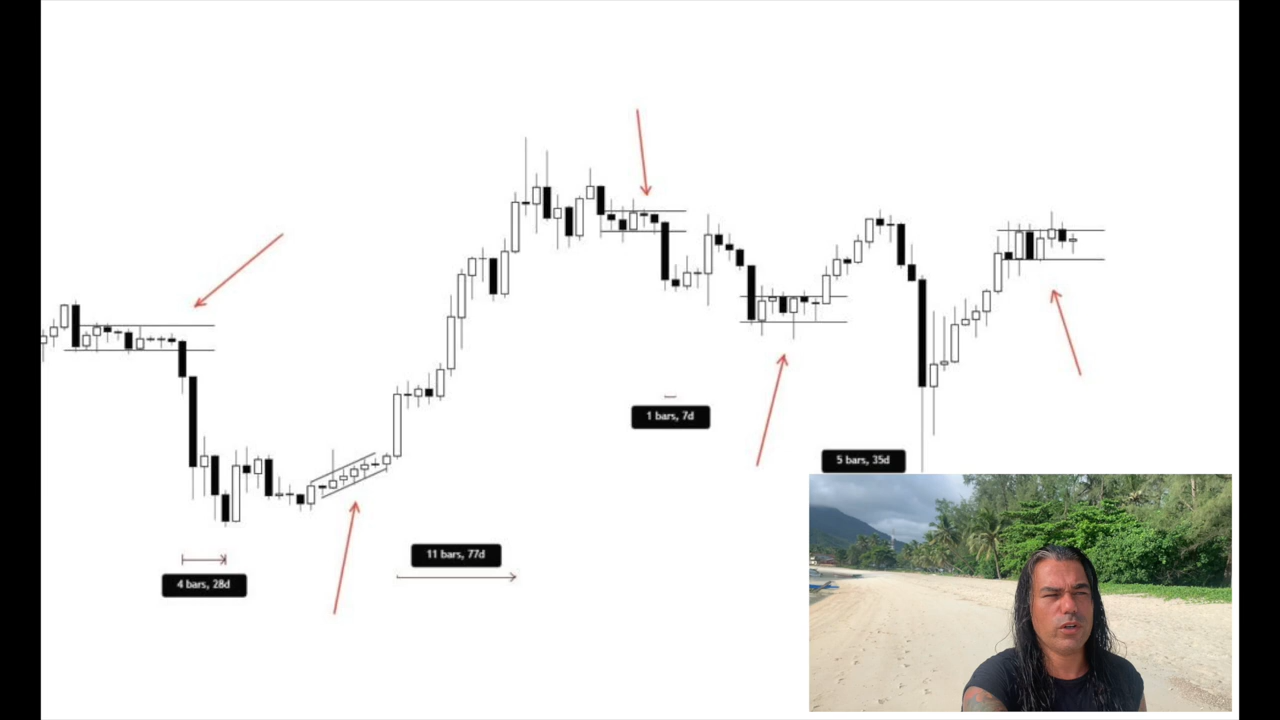 1 bars, 7d
5 bars, 35d
11 bars, 77d
4 bars, 28d